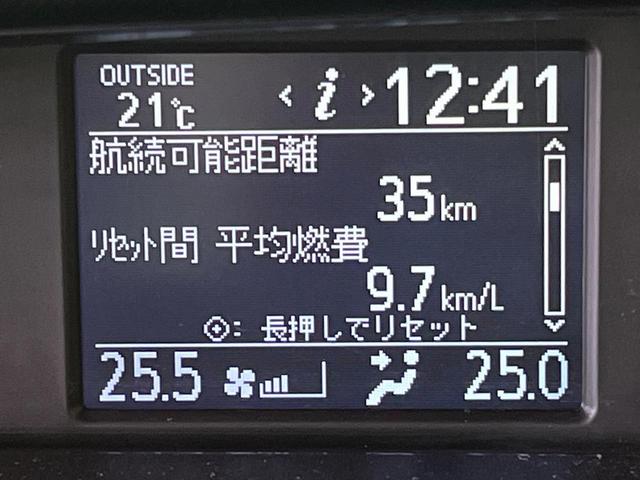 OUTSIDE
21℃
< i > 12:41
航続可能距離
35km
リセット間 平均燃費
9.7km/L
: 長押しでリセット
25.5 25.0